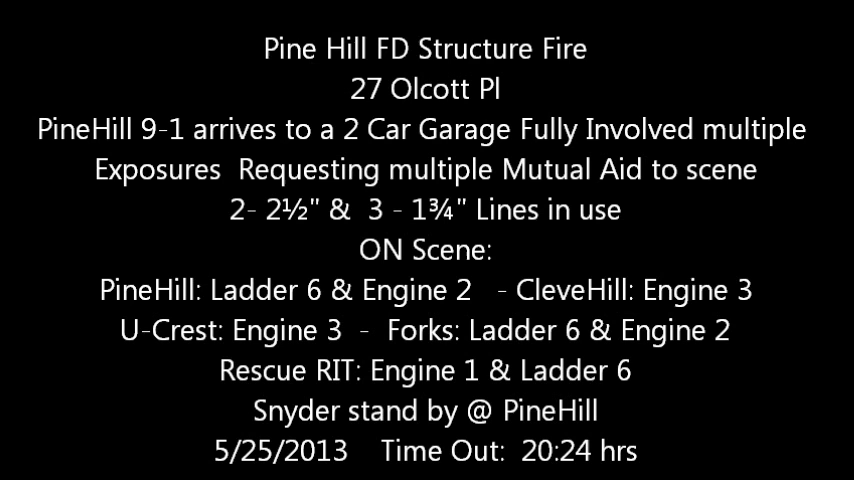 Pine Hill FD Structure Fire
27 Olcott Pl
PineHill 9-1 arrives to a 2 Car Garage Fully Involved multiple
Exposures  Requesting multiple Mutual Aid to scene
2- 2½" &  3 - 1¾" Lines in use
ON Scene:
PineHill: Ladder 6 & Engine 2   - CleveHill: Engine 3
U-Crest: Engine 3  -  Forks: Ladder 6 & Engine 2
Rescue RIT: Engine 1 & Ladder 6
Snyder stand by @ PineHill
5/25/2013    Time Out:  20:24 hrs